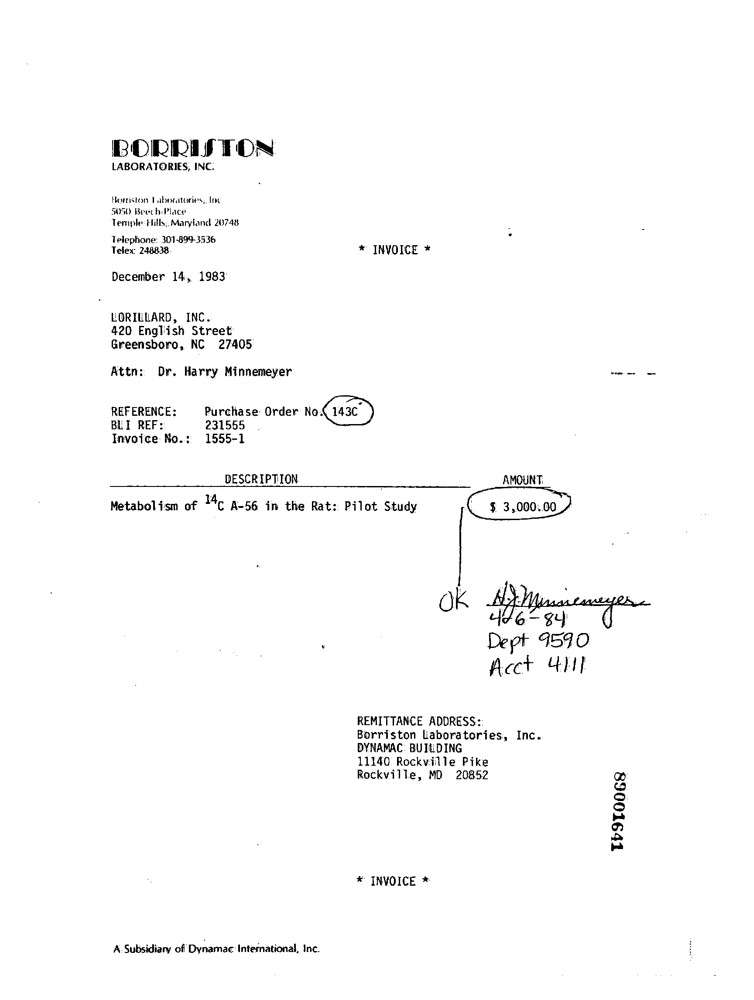 BORRISTON
LABORATORIES, INC.
Borriston Laboratories, Inc
5050 Beech Place
Temple Hills, Maryland 20748
Telephone: 301-899-3536
Telex: 248838
* INVOICE *
December 14, 1983
LORILLARD, INC.
420 English Street
Greensboro, NC 27405
Attn: Dr. Harry Minnemeyer
REFERENCE: Purchase Order No. 143C
BLI REF: 231555
Invoice No.: 1555-1
DESCRIPTION AMOUNT
Metabolism of 14C A-56 in the Rat: Pilot Study $ 3,000.00
OK H.J. Minnemeyer
-84
Dept 9590
Acct 4111
REMITTANCE ADDRESS:
Borriston Laboratories, Inc.
DYNAMAC BUILDING
11140 Rockville Pike
Rockville, MD 20852
89001641
* INVOICE *
A Subsidiary of Dynamac International, Inc.